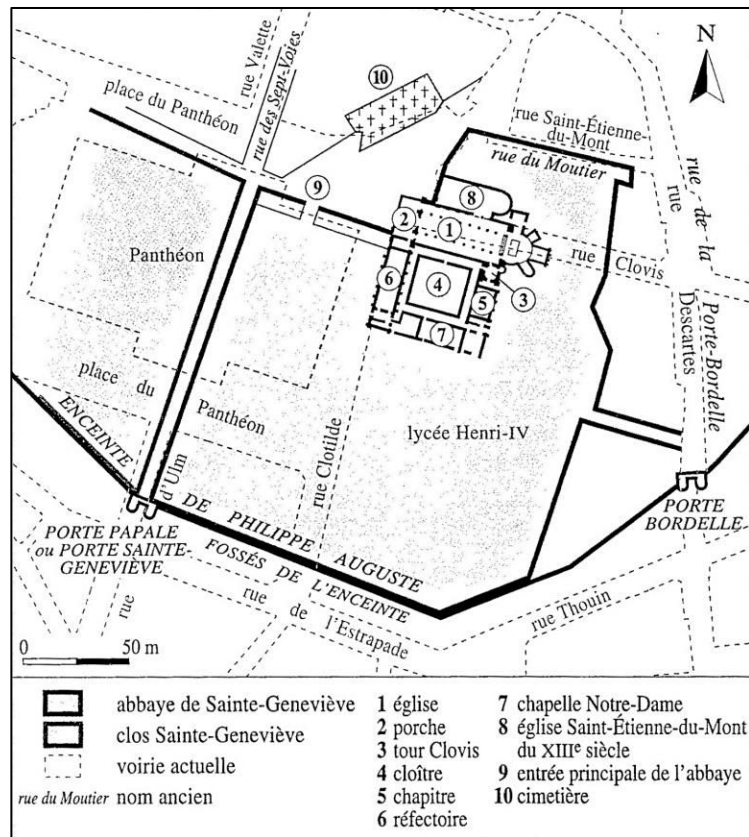 N
rue Valette
rue des Sept-Voies
place du Panthéon
10
rue Saint-Étienne-
du-Mont
rue du Moutier
rue de la
Porte-Bordelle
rue
Descartes
9
8
2
1
rue Clovis
Panthéon
6
4
5
3
7
place du
Panthéon
lycée Henri-IV
rue Clotilde
ENCEINTE
DE PHILIPPE AUGUSTE
rue
d'Ulm
PORTE PAPALE
ou PORTE SAINTE-
GENEVIÈVE
FOSSÉS DE L'ENCEINTE
PORTE
BORDELLE
rue de l'Estrapade
rue Thouin
0 50 m
abbaye de Sainte-Geneviève
clos Sainte-Geneviève
voirie actuelle
rue du Moutier nom ancien
1 église
2 porche
3 tour Clovis
4 cloître
5 chapitre
6 réfectoire
7 chapelle Notre-Dame
8 église Saint-Étienne-du-Mont
du XIIIe siècle
9 entrée principale de l'abbaye
10 cimetière